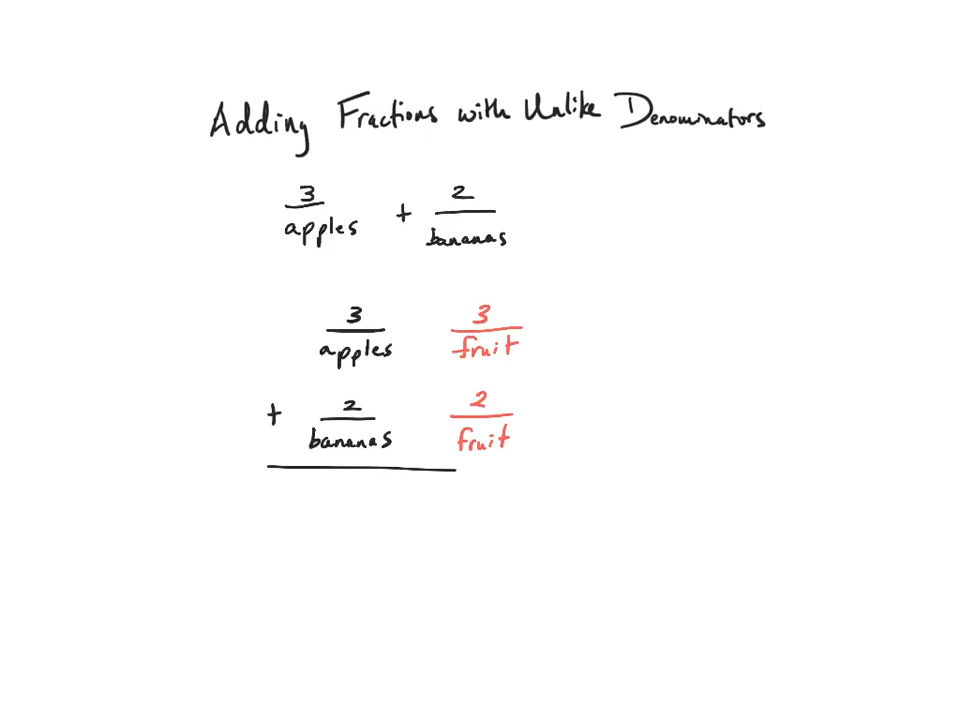 Adding Fractions with Unlike Denominators
3 + 2
apples bananas
3 3
apples fruit
+ 2 2
bananas fruit